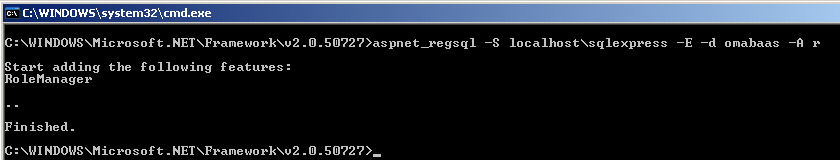 C:\WINDOWS\system32\cmd.exe
C:\WINDOWS\Microsoft.NET\Framework\v2.0.50727>aspnet_regsql -S localhost\sqlexpress -E -d omabaas -A r
Start adding the following features:
RoleManager
..
Finished.
C:\WINDOWS\Microsoft.NET\Framework\v2.0.50727>_